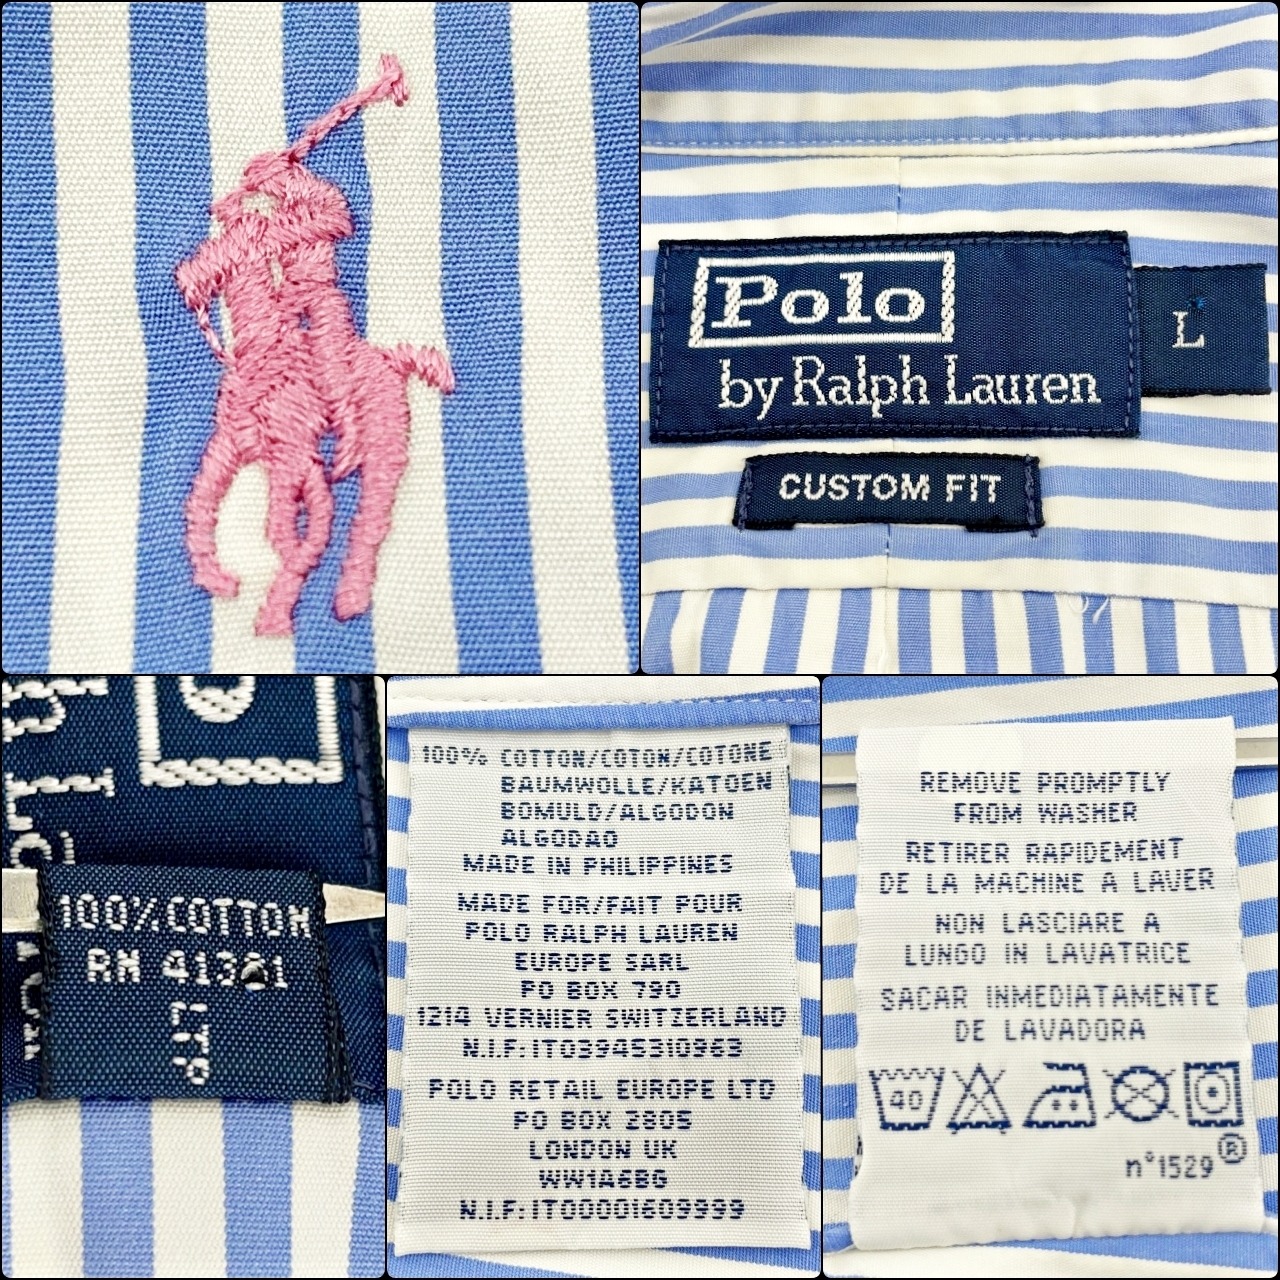 Polo
by Ralph Lauren
L
CUSTOM FIT
100% COTTON
RN 41381
LTP
100% COTTON/COTON/COTONE
BAUMWOLLE/KATOEN
BOMULD/ALGODON
ALGODAO
MADE IN PHILIPPINES
MADE FOR/FAIT POUR
POLO RALPH LAUREN
EUROPE SARL
PO BOX 790
1214 VERNIER SWITZERLAND
N.I.F:IT03945310963
POLO RETAIL EUROPE LTD
PO BOX 2805
LONDON UK
WW1A6BG
N.I.F:IT00001609999
REMOVE PROMPTLY
FROM WASHER
RETIRER RAPIDEMENT
DE LA MACHINE A LAVER
NON LASCIARE A
LUNGO IN LAVATRICE
SACAR INMEDIATAMENTE
DE LAVADORA
40
n°1529®